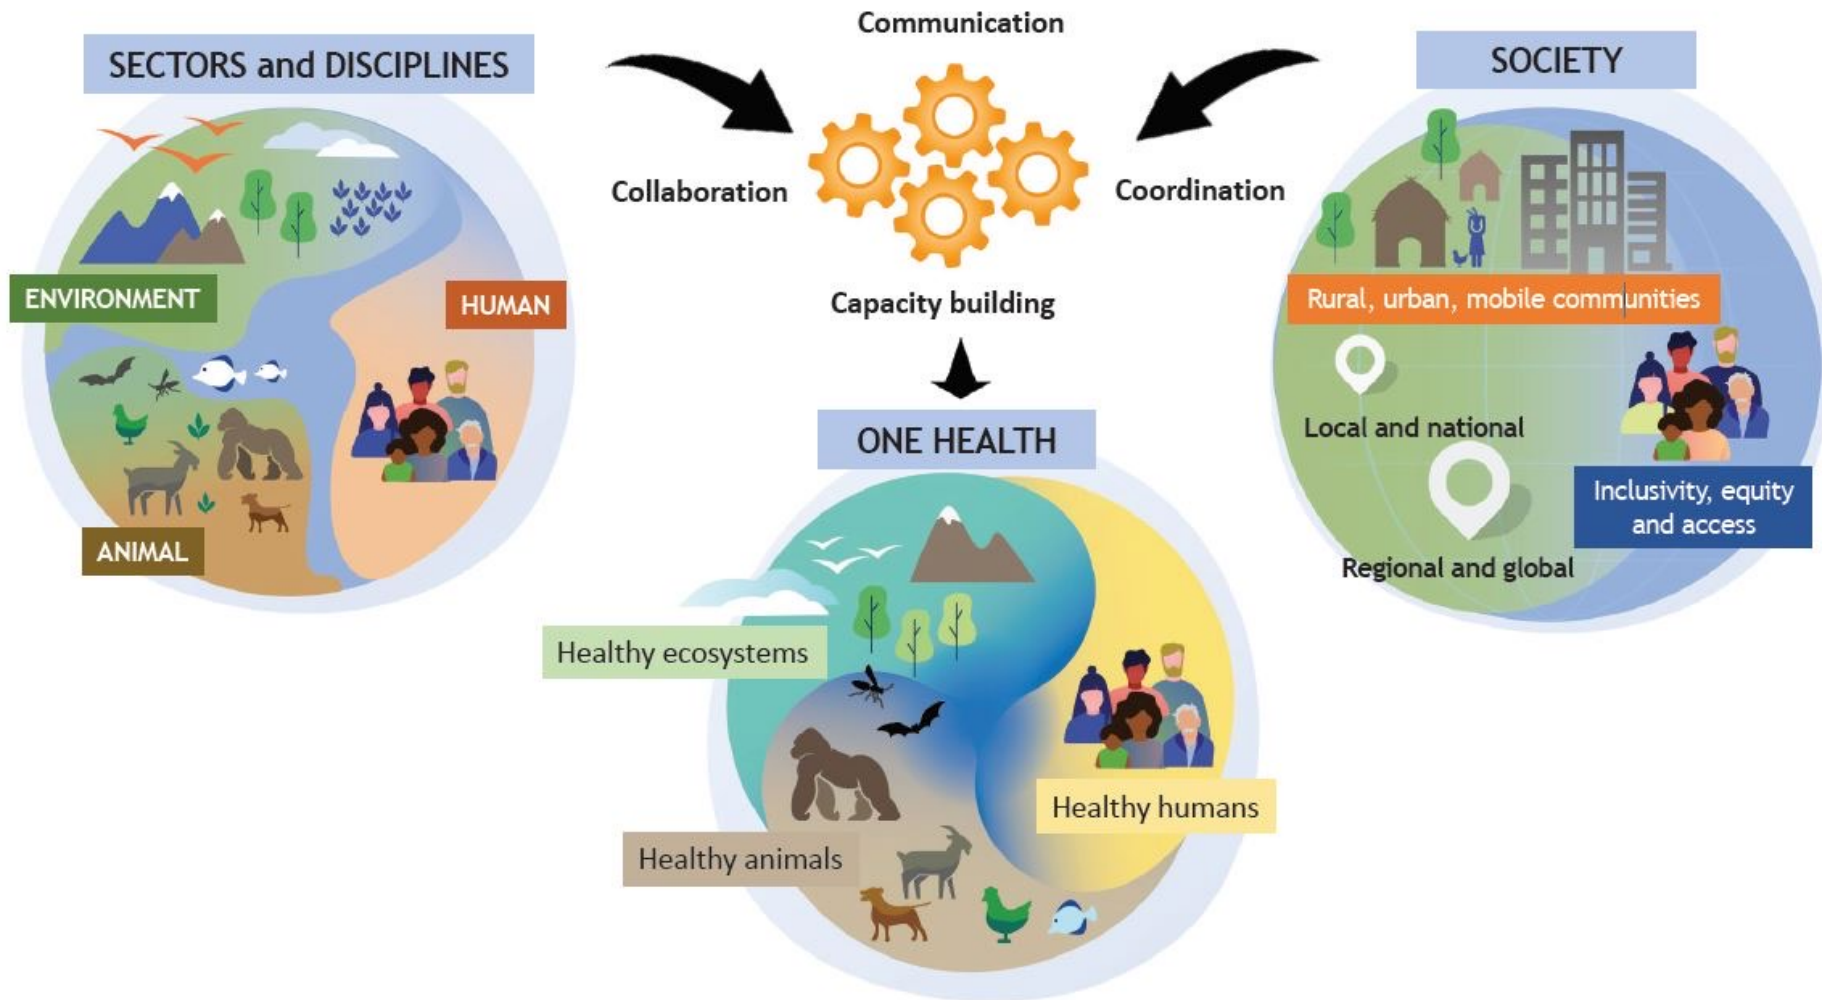 Communication
SECTORS and DISCIPLINES
SOCIETY
Collaboration
Coordination
ENVIRONMENT
HUMAN
Capacity building
Rural, urban, mobile communities
Local and national
ONE HEALTH
Inclusivity, equity
and access
ANIMAL
Regional and global
Healthy ecosystems
Healthy humans
Healthy animals